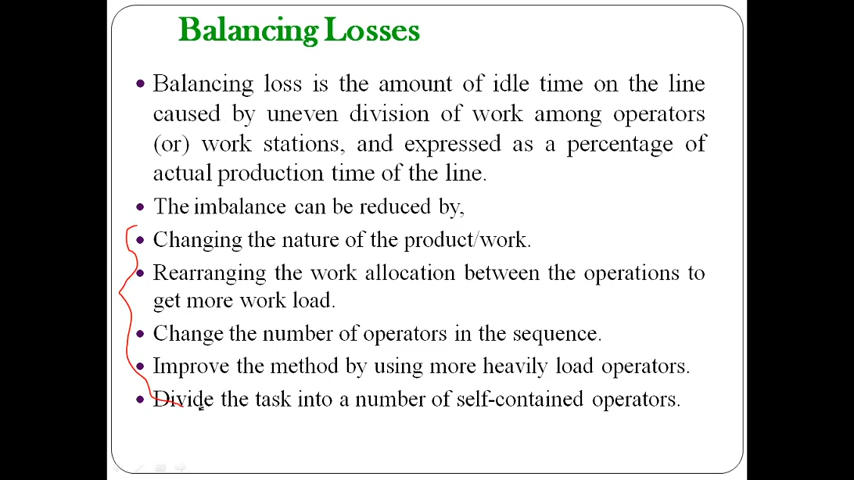 Balancing Losses
• Balancing loss is the amount of idle time on the line
caused by uneven division of work among operators
(or) work stations, and expressed as a percentage of
actual production time of the line.
• The imbalance can be reduced by,
• Changing the nature of the product/work.
• Rearranging the work allocation between the operations to
get more work load.
• Change the number of operators in the sequence.
• Improve the method by using more heavily load operators.
• Divide the task into a number of self-contained operators.